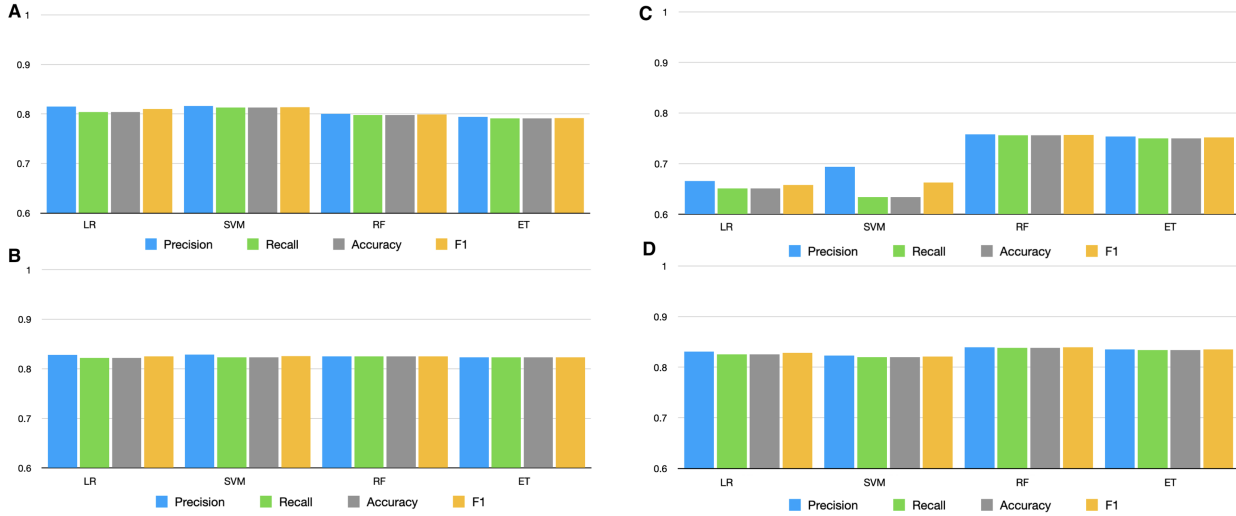 A
1
0.9
0.8
0.7
0.6
LR SVM RF ET
Precision Recall Accuracy F1
B
1
0.9
0.8
0.7
0.6
LR SVM RF ET
Precision Recall Accuracy F1
C
1
0.9
0.8
0.7
0.6
LR SVM RF ET
Precision Recall Accuracy F1
D
1
0.9
0.8
0.7
0.6
LR SVM RF ET
Precision Recall Accuracy F1